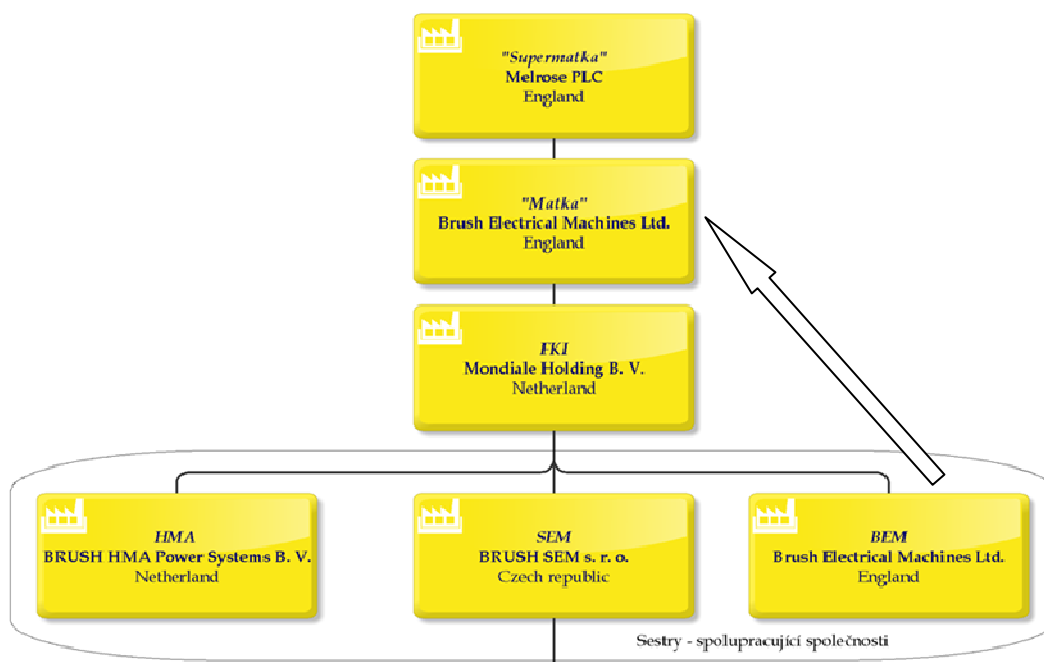 "Supermatka"
Melrose PLC
England
"Matka"
Brush Electrical Machines Ltd.
England
FKI
Mondiale Holding B. V.
Netherland
HMA
BRUSH HMA Power Systems B. V.
Netherland
SEM
BRUSH SEM s. r. o.
Czech republic
BEM
Brush Electrical Machines Ltd.
England
Sestry - spolupracující společnosti